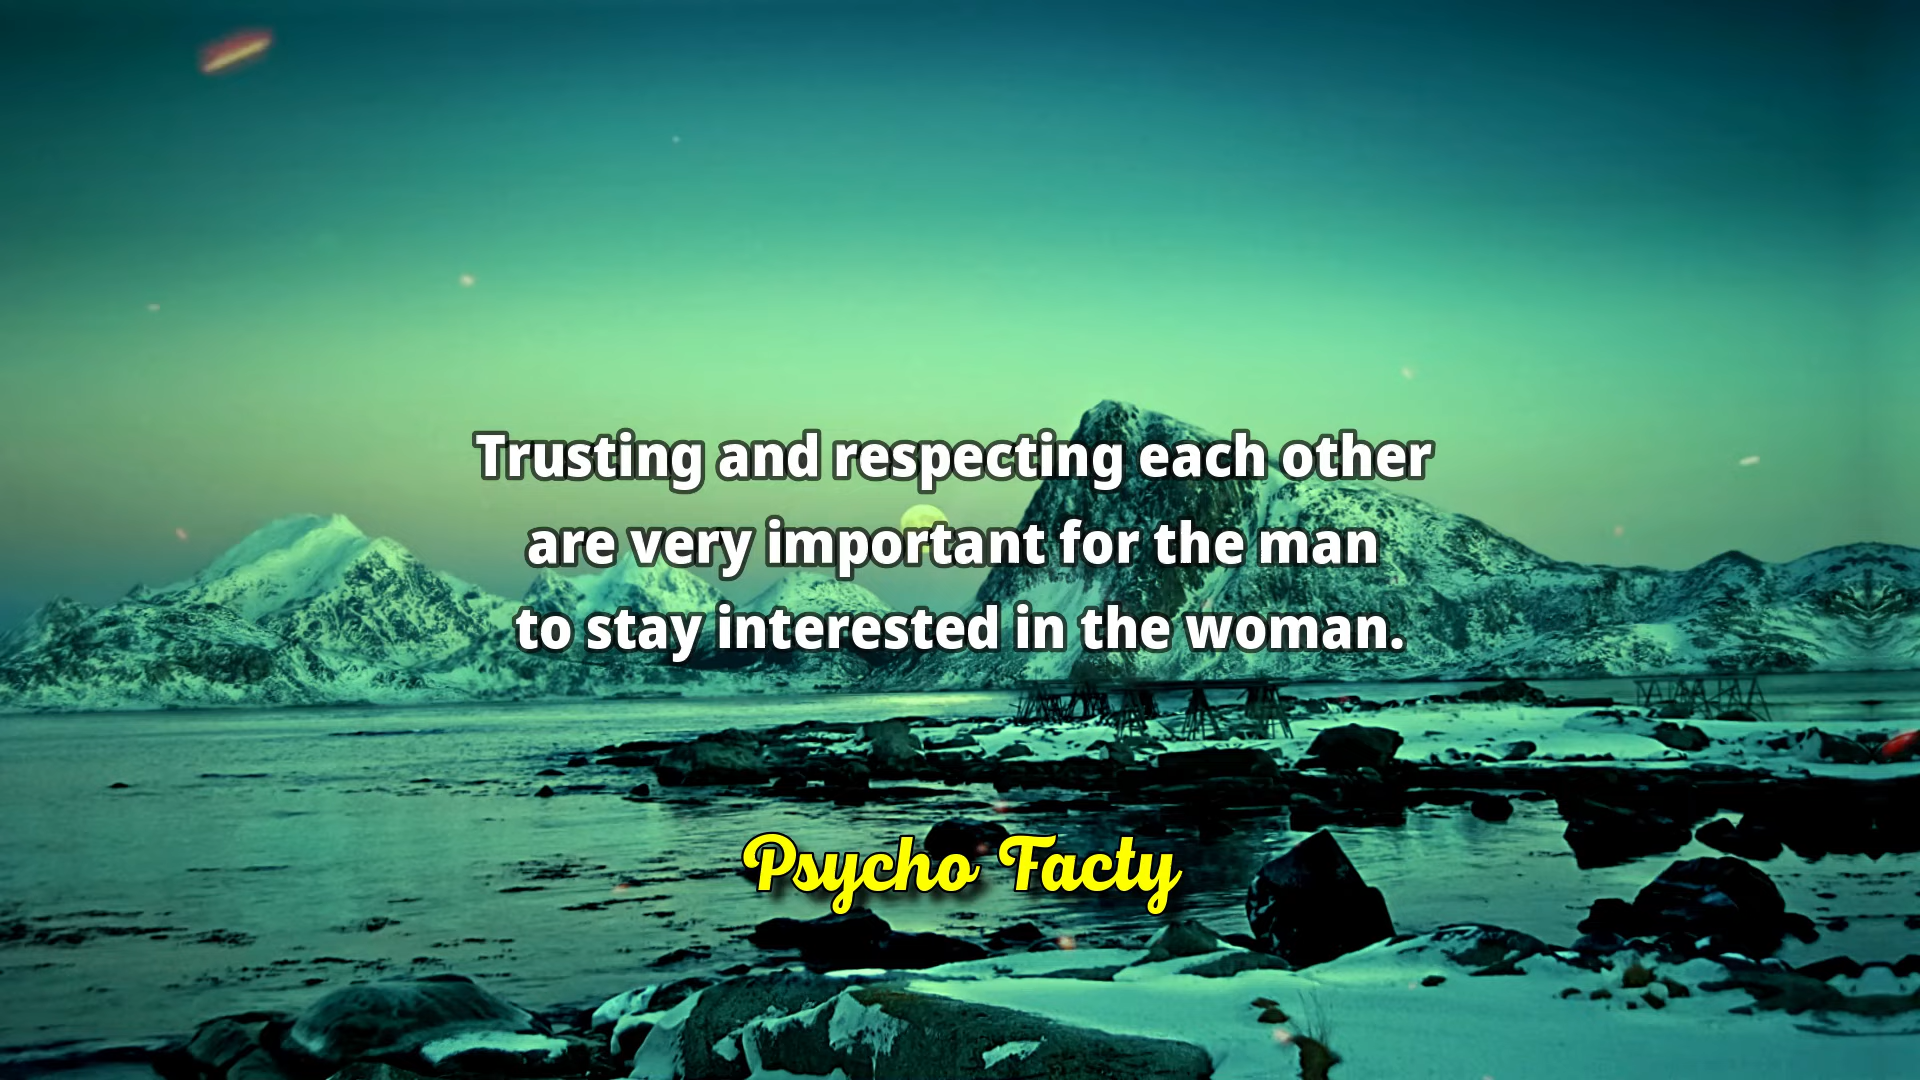 Trusting and respecting each other
are very important for the man
to stay interested in the woman.
Psycho Facty